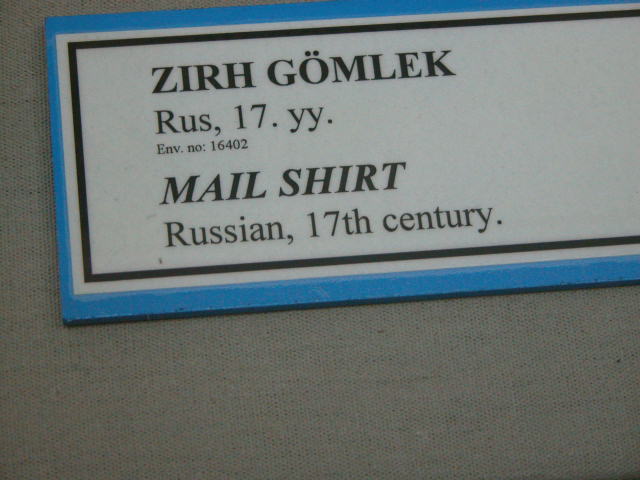 ZIRH GÖMLEK
Rus, 17. yy.
Env. no: 16402
MAIL SHIRT
Russian, 17th century.